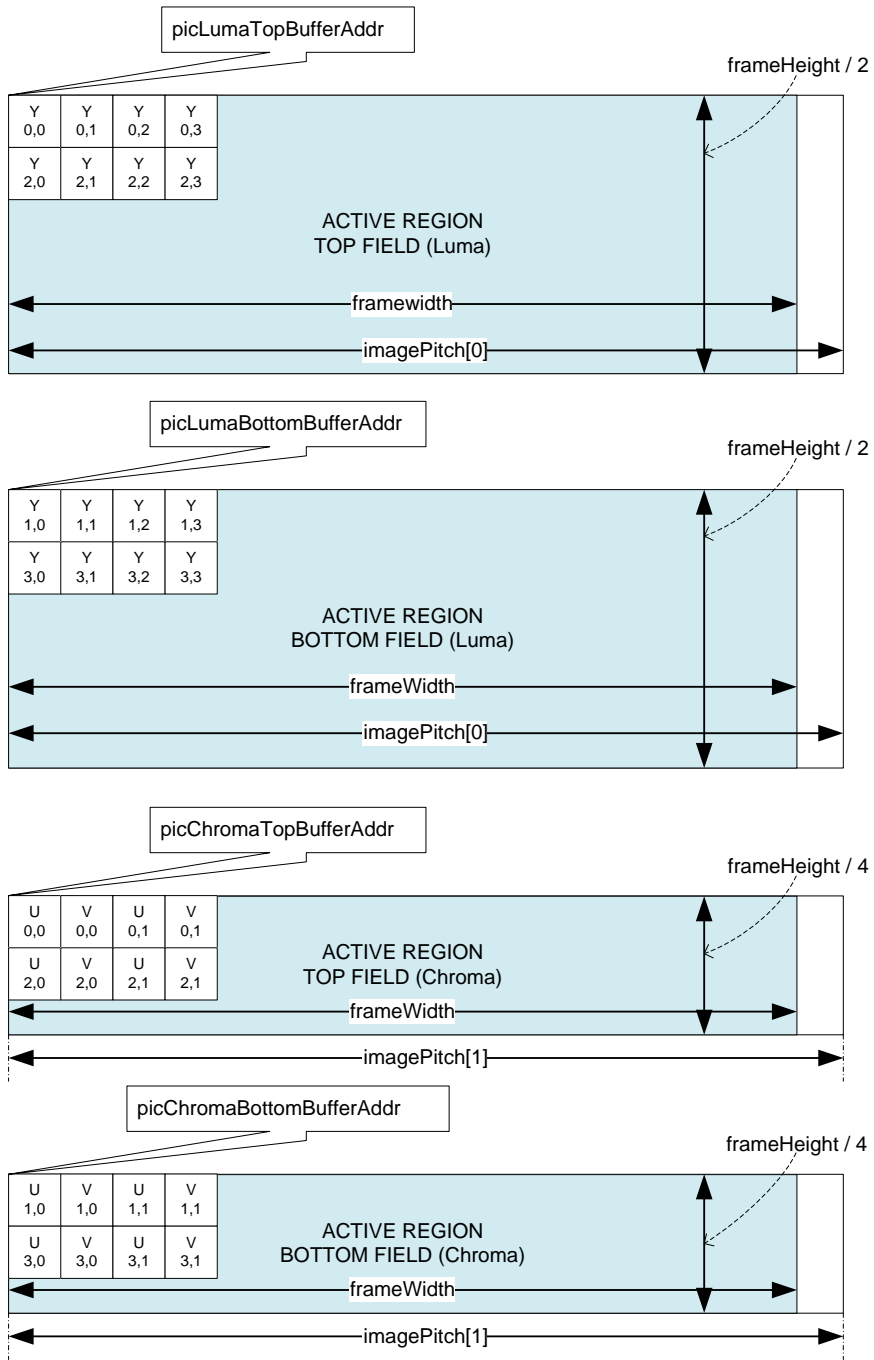 picLumaTopBufferAddr
frameHeight / 2
Y Y Y Y
0,0 0,1 0,2 0,3
Y Y Y Y
2,0 2,1 2,2 2,3
ACTIVE REGION
TOP FIELD (Luma)
framewidth
imagePitch[0]
picLumaBottomBufferAddr
frameHeight / 2
Y Y Y Y
1,0 1,1 1,2 1,3
Y Y Y Y
3,0 3,1 3,2 3,3
ACTIVE REGION
BOTTOM FIELD (Luma)
frameWidth
imagePitch[0]
picChromaTopBufferAddr
frameHeight / 4
U V U V
0,0 0,0 0,1 0,1
U V U V
2,0 2,0 2,1 2,1
ACTIVE REGION
TOP FIELD (Chroma)
frameWidth
imagePitch[1]
picChromaBottomBufferAddr
frameHeight / 4
U V U V
1,0 1,0 1,1 1,1
U V U V
3,0 3,0 3,1 3,1
ACTIVE REGION
BOTTOM FIELD (Chroma)
frameWidth
imagePitch[1]